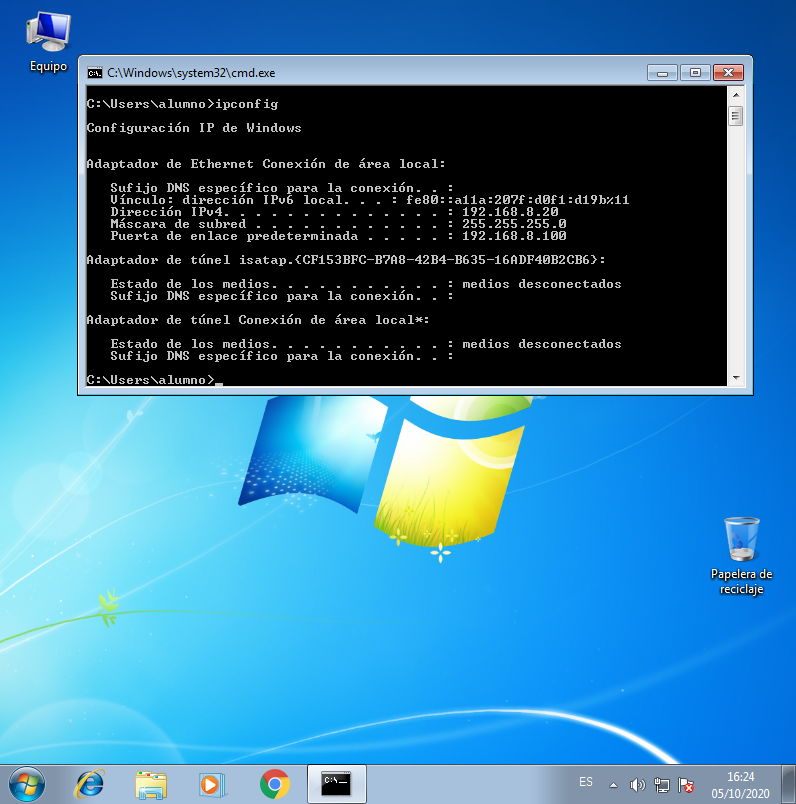 Equipo
C:\Windows\system32\cmd.exe
C:\Users\alumno>ipconfig
Configuración IP de Windows
Adaptador de Ethernet Conexión de área local:
Sufijo DNS específico para la conexión. . :
Vínculo: dirección IPv6 local. . . : fe80::a11a:207f:d0f1:d19b%11
Dirección IPv4. . . . . . . . . . . . . . : 192.168.8.20
Máscara de subred . . . . . . . . . . . . : 255.255.255.0
Puerta de enlace predeterminada . . . . . : 192.168.8.100
Adaptador de túnel isatap.{CF153BFC-B7A8-42B4-B635-16ADF40B2CB6}:
Estado de los medios. . . . . . . . . . . : medios desconectados
Sufijo DNS específico para la conexión. . :
Adaptador de túnel Conexión de área local*:
Estado de los medios. . . . . . . . . . . : medios desconectados
Sufijo DNS específico para la conexión. . :
C:\Users\alumno>_
Papelera de
reciclaje
C:\.
ES
16:24
05/10/2020